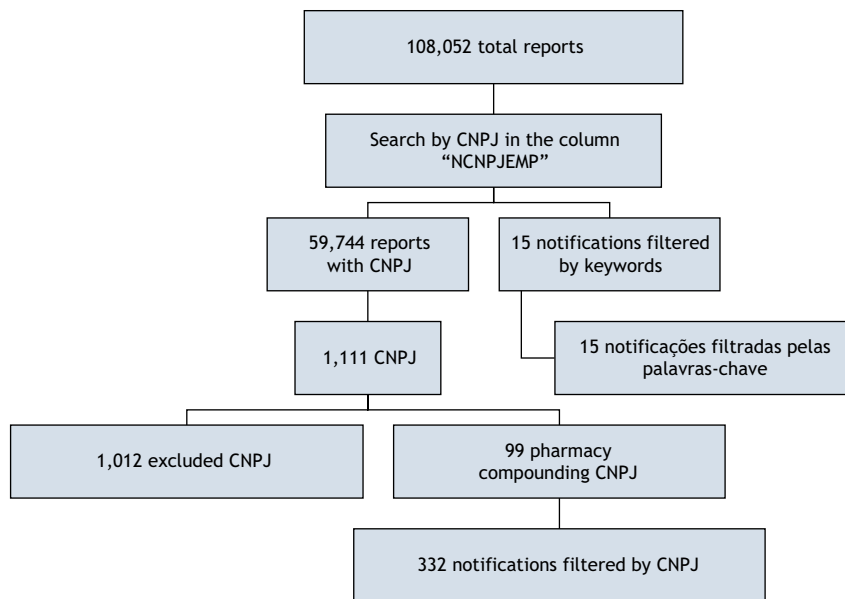 108,052 total reports
Search by CNPJ in the column
“NCNPJEMP”
59,744 reports
with CNPJ
15 notifications filtered
by keywords
1,111 CNPJ
15 notificações filtradas pelas
palavras-chave
1,012 excluded CNPJ
99 pharmacy
compounding CNPJ
332 notifications filtered by CNPJ